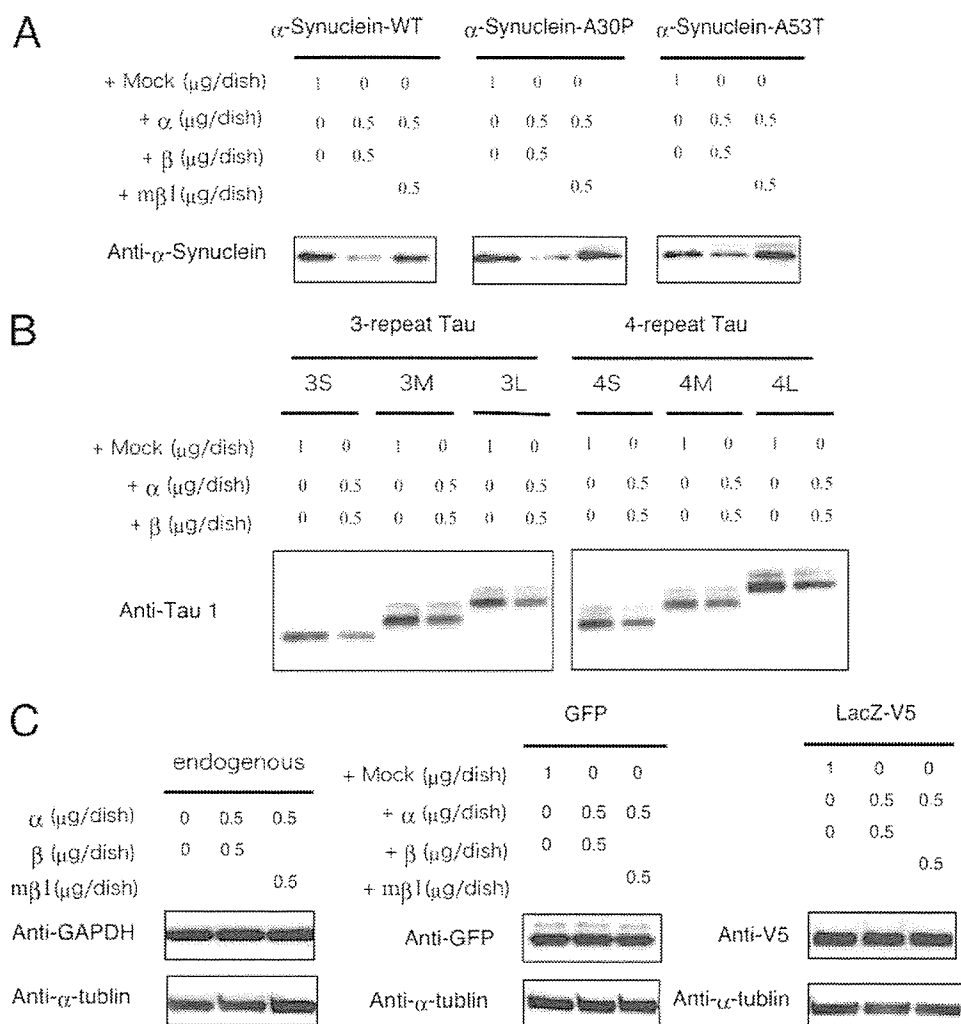 A
α-Synuclein-WT α-Synuclein-A30P α-Synuclein-A53T
+ Mock (μg/dish) 1 0 0 1 0 0 1 0 0
+ α (μg/dish) 0 0.5 0.5 0 0.5 0.5 0 0.5 0.5
+ β (μg/dish) 0 0.5 0 0.5 0 0.5
+ mβ1 (μg/dish) 0.5 0.5 0.5
Anti-α-Synuclein
B
3-repeat Tau 4-repeat Tau
3S 3M 3L 4S 4M 4L
+ Mock (μg/dish) 1 0 1 0 1 0 1 0 1 0 1 0
+ α (μg/dish) 0 0.5 0 0 5 0 0.5 0 0.5 0 0.5 0 0.5
+ β (μg/dish) 0 0.5 0 0.5 0 0.5 0 0.5 0 0.5 0 0.5
Anti-Tau 1
C
endogenous
α (μg/dish) 0 0.5 0.5
β (μg/dish) 0 0.5
mβ1(μg/dish) 0.5
Anti-GAPDH
Anti-α-tublin
GFP
+ Mock (μg/dish) 1 0 0
+ α (μg/dish) 0 0.5 0.5
+ β (μg/dish) 0 0.5
+ mβ1(μg/dish) 0.5
Anti-GFP
Anti-α-tublin
LacZ-V5
1 0 0
0 0.5 0.5
0 0.5
0.5
Anti-V5
Anti-α-tublin